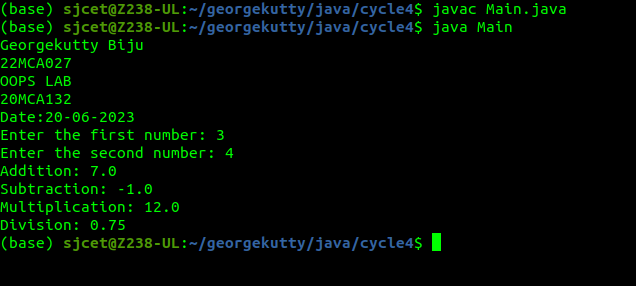 (base) sjcet@Z238-UL:~/georgekutty/java/cycle4$ javac Main.java
(base) sjcet@Z238-UL:~/georgekutty/java/cycle4$ java Main
Georgekutty Biju
22MCA027
OOPS LAB
20MCA132
Date:20-06-2023
Enter the first number: 3
Enter the second number: 4
Addition: 7.0
Subtraction: -1.0
Multiplication: 12.0
Division: 0.75
(base) sjcet@Z238-UL:~/georgekutty/java/cycle4$